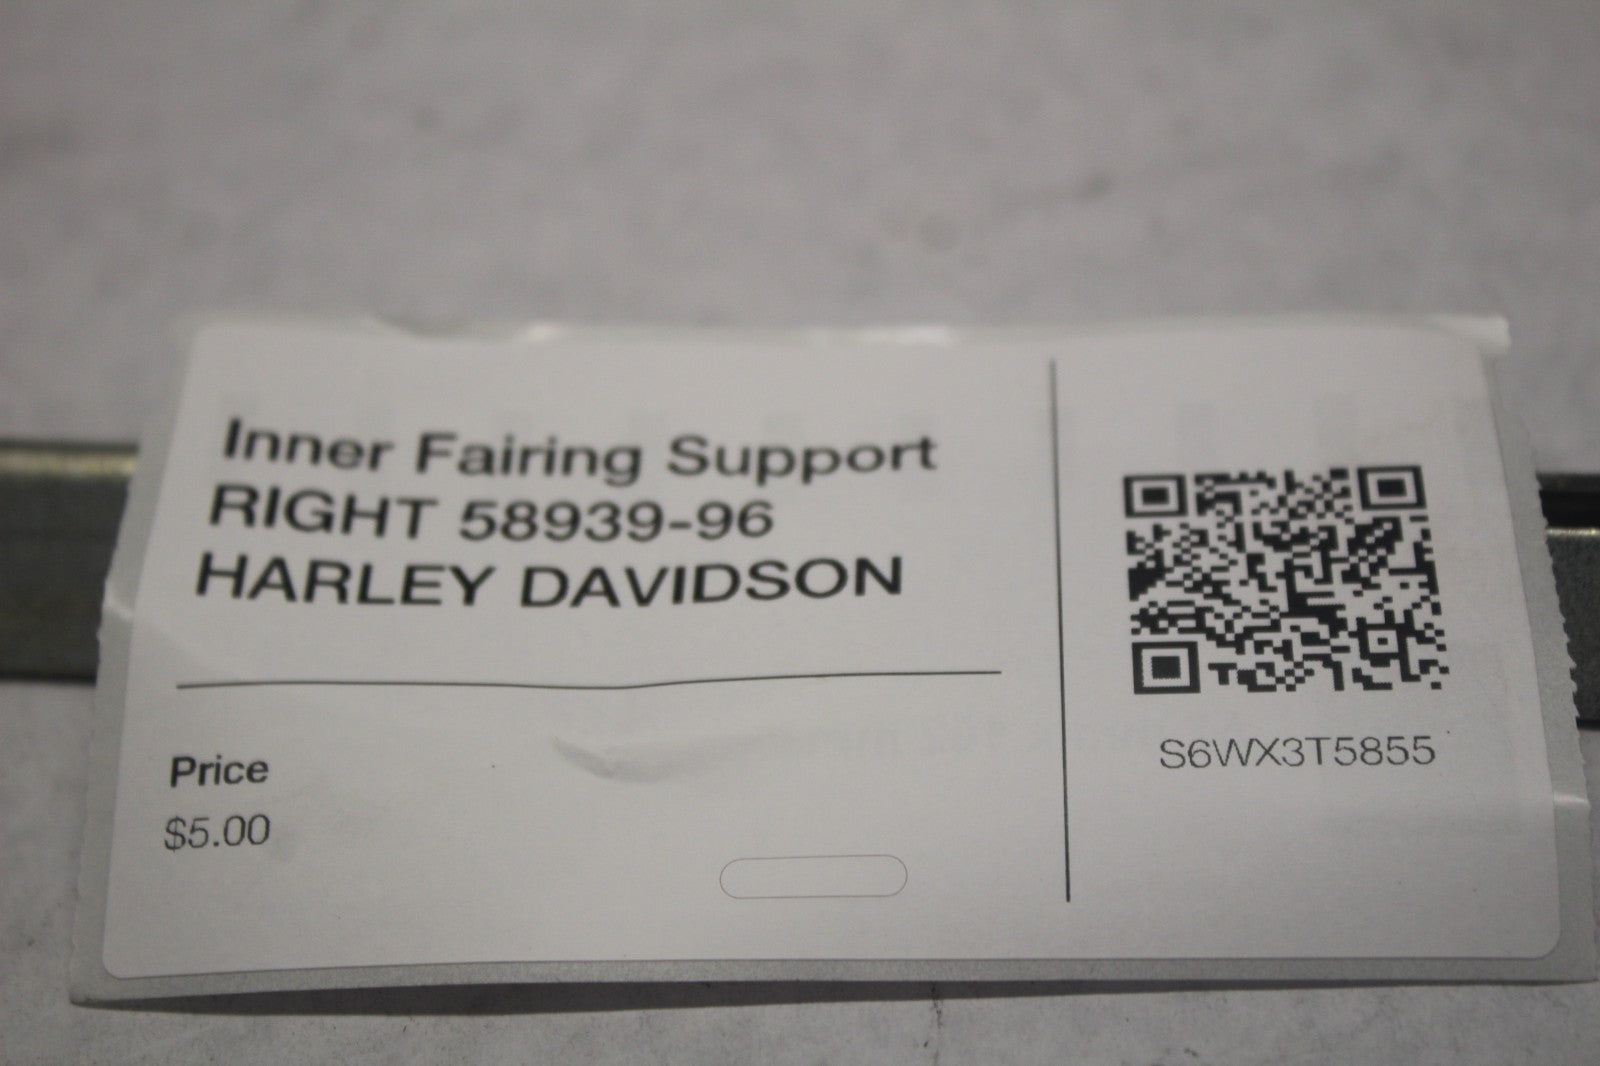 Inner Fairing Support
RIGHT 58939-96
HARLEY DAVIDSON
Price
$5.00
S6WX3T5855